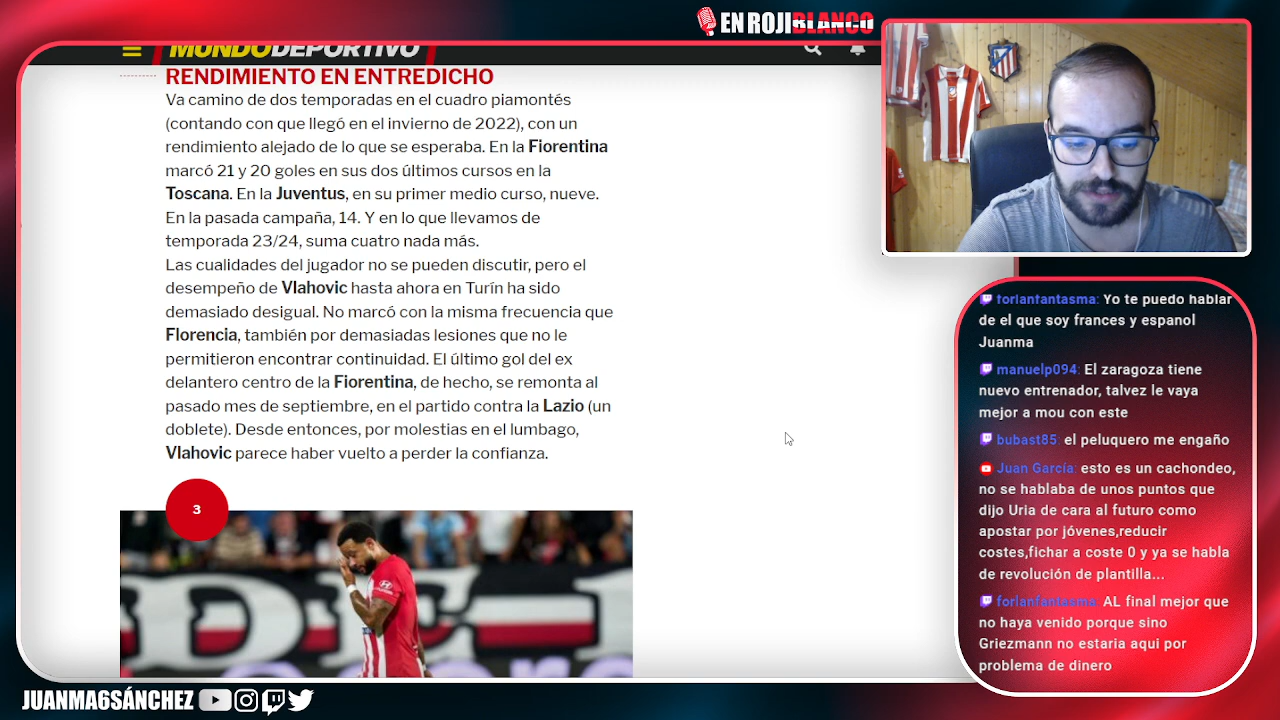 EN ROJIBLANCO
MUNDO DEPORTIVO
RENDIMIENTO EN ENTREDICHO
Va camino de dos temporadas en el cuadro piamontés
(contando con que llegó en el invierno de 2022), con un
rendimiento alejado de lo que se esperaba. En la Fiorentina
marcó 21 y 20 goles en sus dos últimos cursos en la
Toscana. En la Juventus, en su primer medio curso, nueve.
En la pasada campaña, 14. Y en lo que llevamos de
temporada 23/24, suma cuatro nada más.
Las cualidades del jugador no se pueden discutir, pero el
desempeño de Vlahovic hasta ahora en Turín ha sido
demasiado desigual. No marcó con la misma frecuencia que
Florencia, también por demasiadas lesiones que no le
permitieron encontrar continuidad. El último gol del ex
delantero centro de la Fiorentina, de hecho, se remonta al
pasado mes de septiembre, en el partido contra la Lazio (un
doblete). Desde entonces, por molestias en el lumbago,
Vlahovic parece haber vuelto a perder la confianza.
3
forlanfantasma: Yo te puedo hablar
de el que soy frances y espanol
Juanma
manuelp094: El zaragoza tiene
nuevo entrenador, talvez le vaya
mejor a mou con este
bubast85: el peluquero me engaño
Juan García: esto es un cachondeo,
no se hablaba de unos puntos que
dijo Uria de cara al futuro como
apostar por jóvenes,reducir
costes,fichar a coste 0 y ya se habla
de revolución de plantilla...
forlanfantasma: AL final mejor que
no haya venido porque sino
Griezmann no estaria aqui por
problema de dinero
JUANMA6SÁNCHEZ